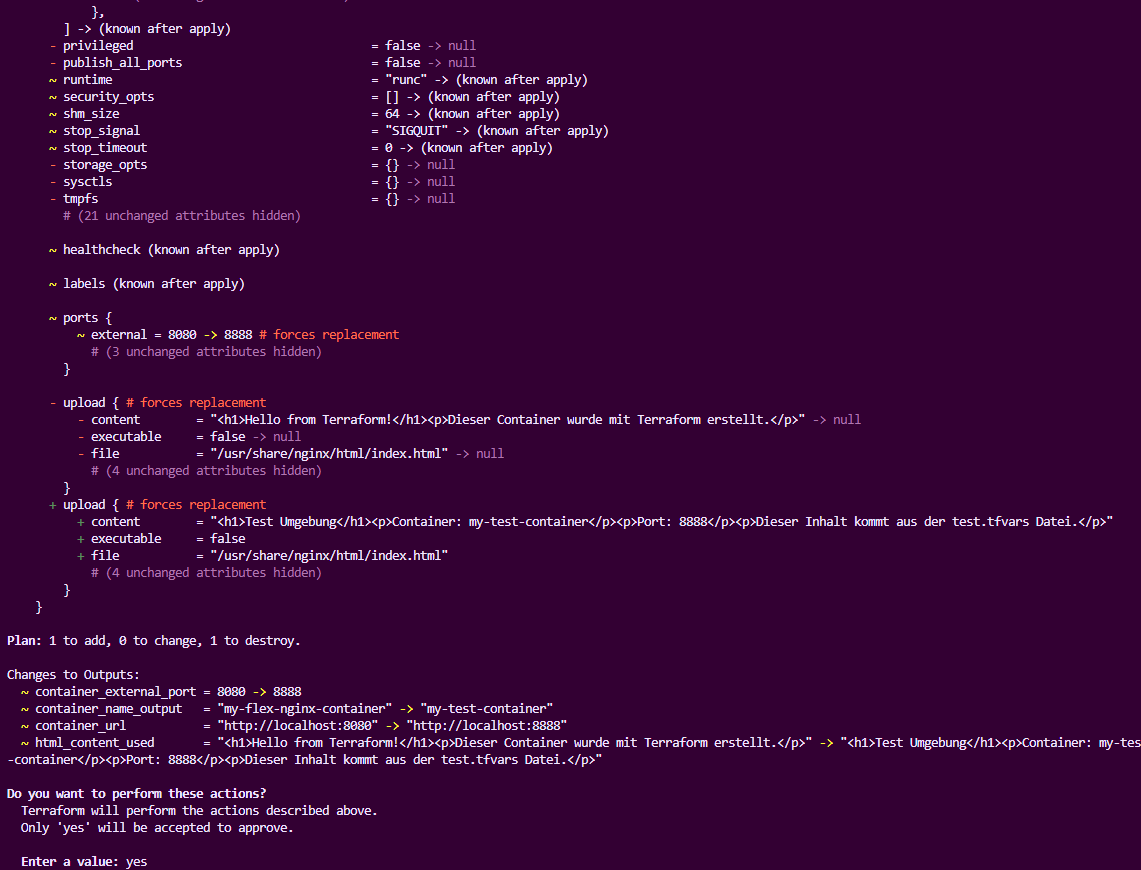 },
] -> (known after apply)
- privileged = false -> null
- publish_all_ports = false -> null
~ runtime = "runc" -> (known after apply)
~ security_opts = [] -> (known after apply)
~ shm_size = 64 -> (known after apply)
~ stop_signal = "SIGQUIT" -> (known after apply)
~ stop_timeout = 0 -> (known after apply)
- storage_opts = {} -> null
- sysctls = {} -> null
- tmpfs = {} -> null
# (21 unchanged attributes hidden)
~ healthcheck (known after apply)
~ labels (known after apply)
~ ports {
~ external = 8080 -> 8888 # forces replacement
# (3 unchanged attributes hidden)
}
- upload { # forces replacement
- content = "<h1>Hello from Terraform!</h1><p>Dieser Container wurde mit Terraform erstellt.</p>" -> null
- executable = false -> null
- file = "/usr/share/nginx/html/index.html" -> null
# (4 unchanged attributes hidden)
}
+ upload { # forces replacement
+ content = "<h1>Test Umgebung</h1><p>Container: my-test-container</p><p>Port: 8888</p><p>Dieser Inhalt kommt aus der test.tfvars Datei.</p>"
+ executable = false
+ file = "/usr/share/nginx/html/index.html"
# (4 unchanged attributes hidden)
}
}
Plan: 1 to add, 0 to change, 1 to destroy.
Changes to Outputs:
~ container_external_port = 8080 -> 8888
~ container_name_output = "my-flex-nginx-container" -> "my-test-container"
~ container_url = "http://localhost:8080" -> "http://localhost:8888"
~ html_content_used = "<h1>Hello from Terraform!</h1><p>Dieser Container wurde mit Terraform erstellt.</p>" -> "<h1>Test Umgebung</h1><p>Container: my-tes
-container</p><p>Port: 8888</p><p>Dieser Inhalt kommt aus der test.tfvars Datei.</p>"
Do you want to perform these actions?
Terraform will perform the actions described above.
Only 'yes' will be accepted to approve.
Enter a value: yes